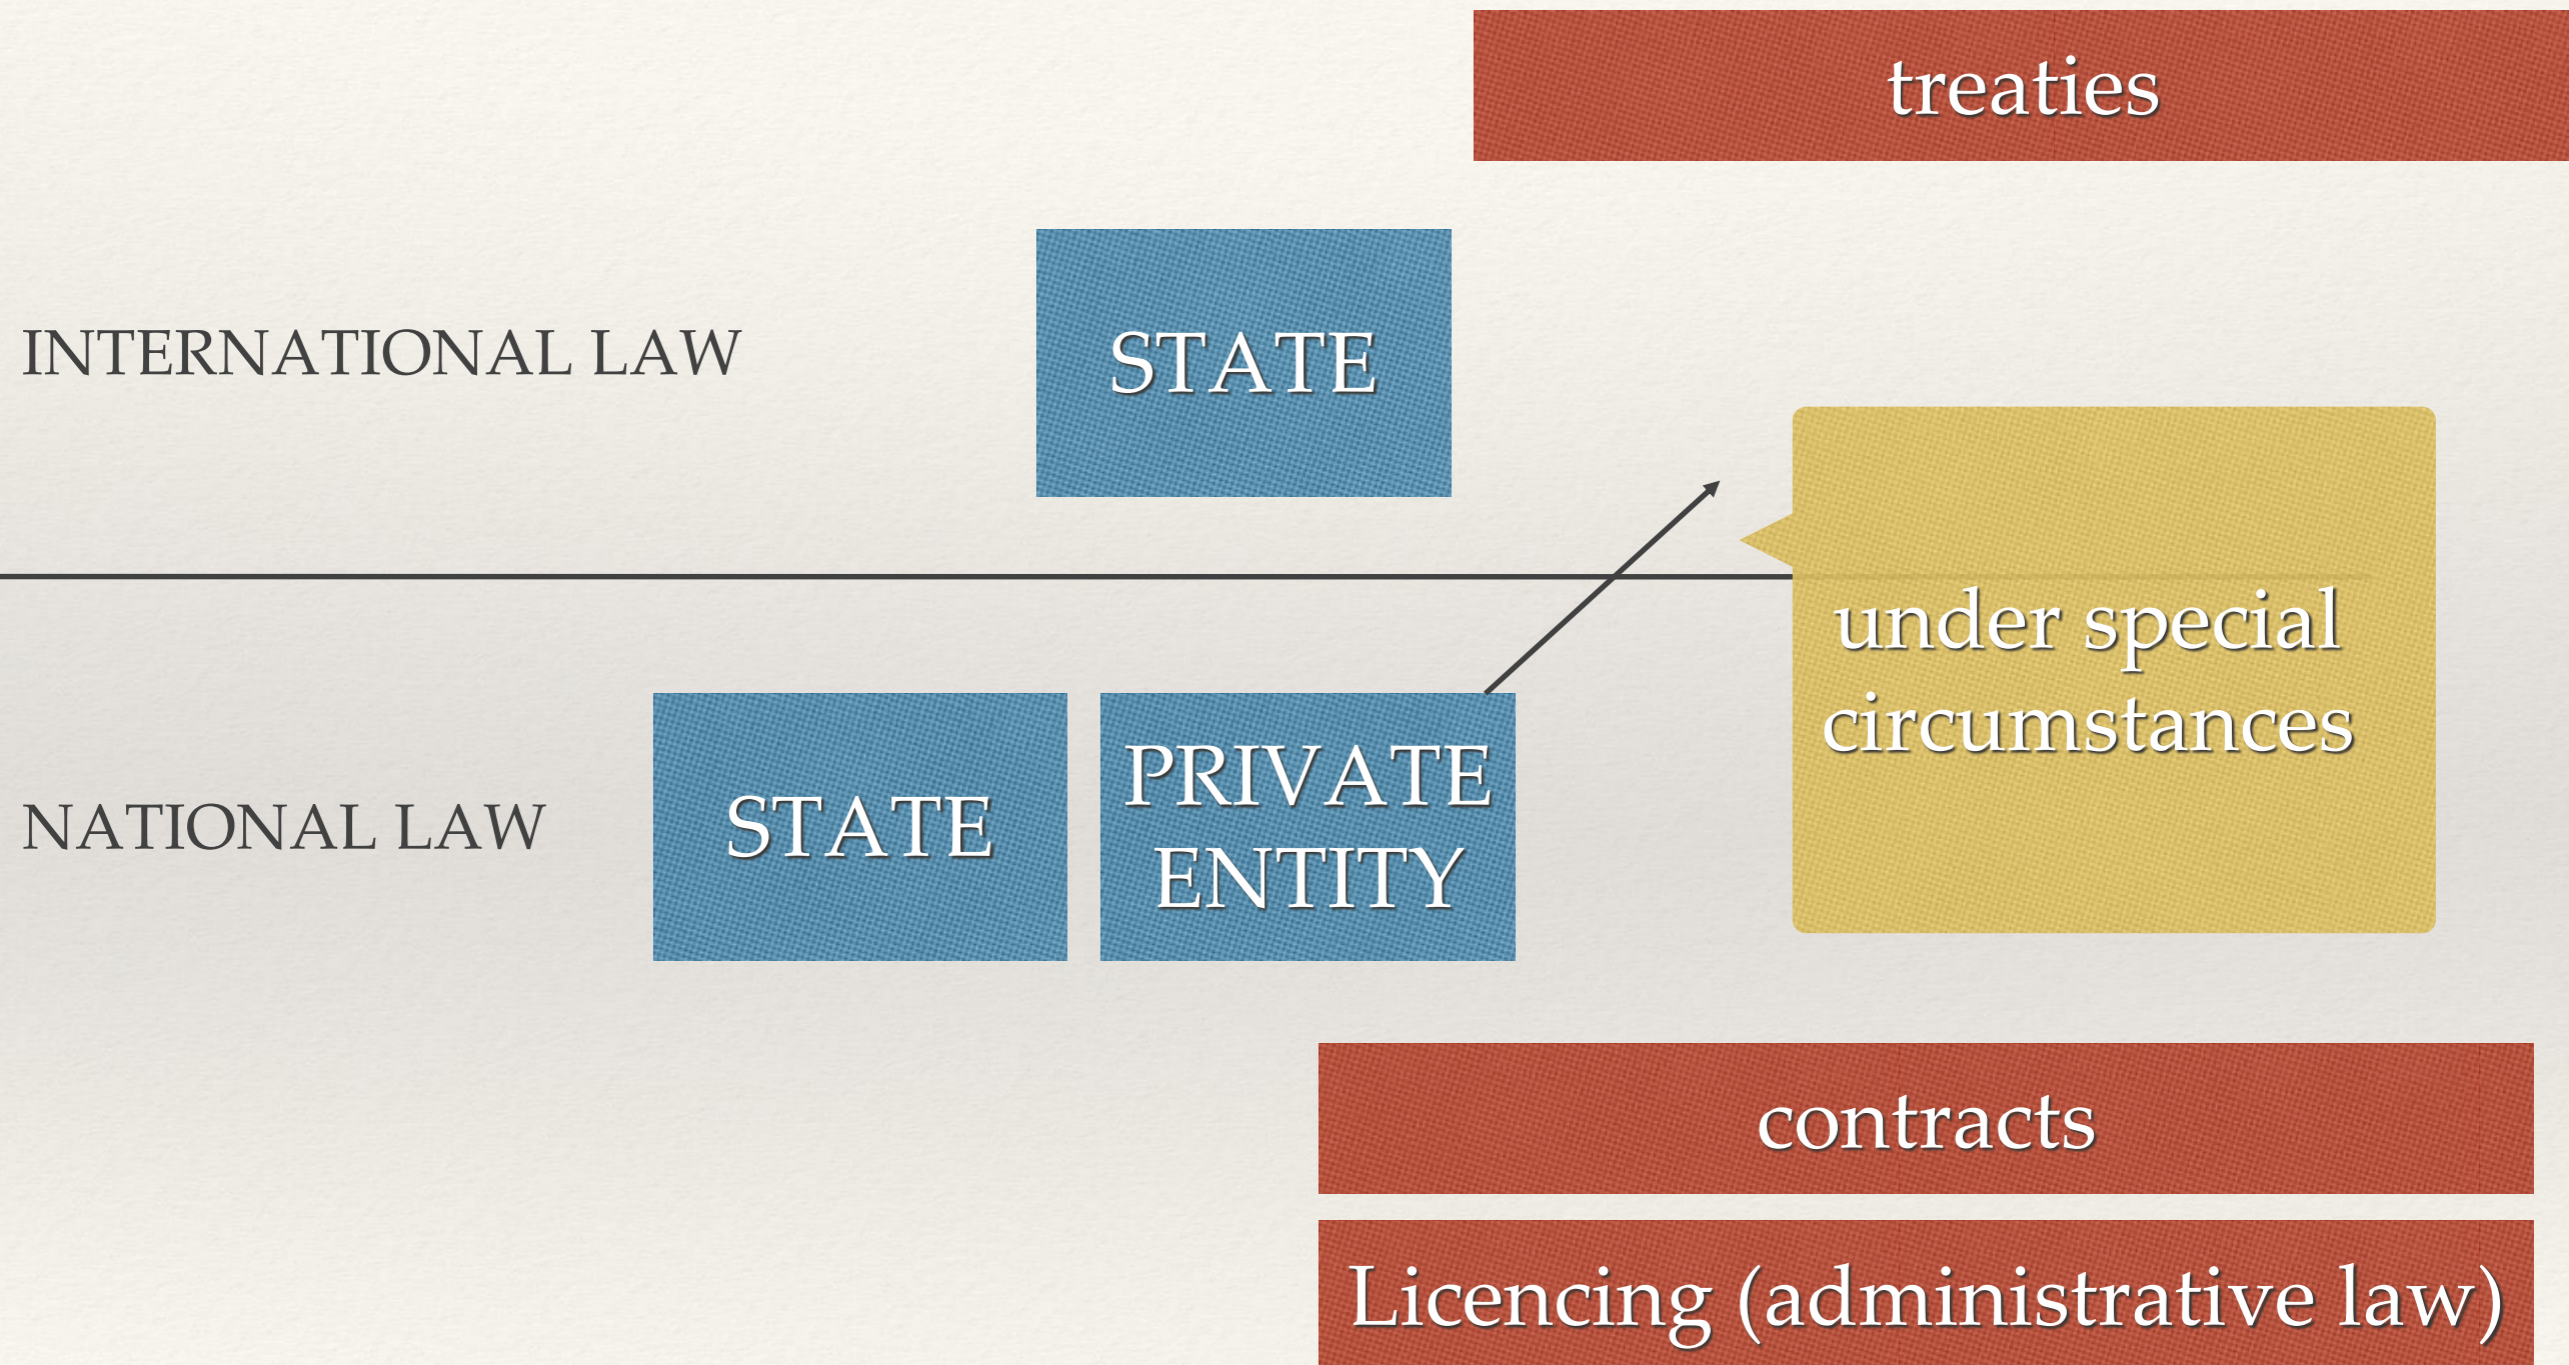 treaties
INTERNATIONAL LAW
STATE
under special
circumstances
NATIONAL LAW
STATE
PRIVATE
ENTITY
contracts
Licencing (administrative law)